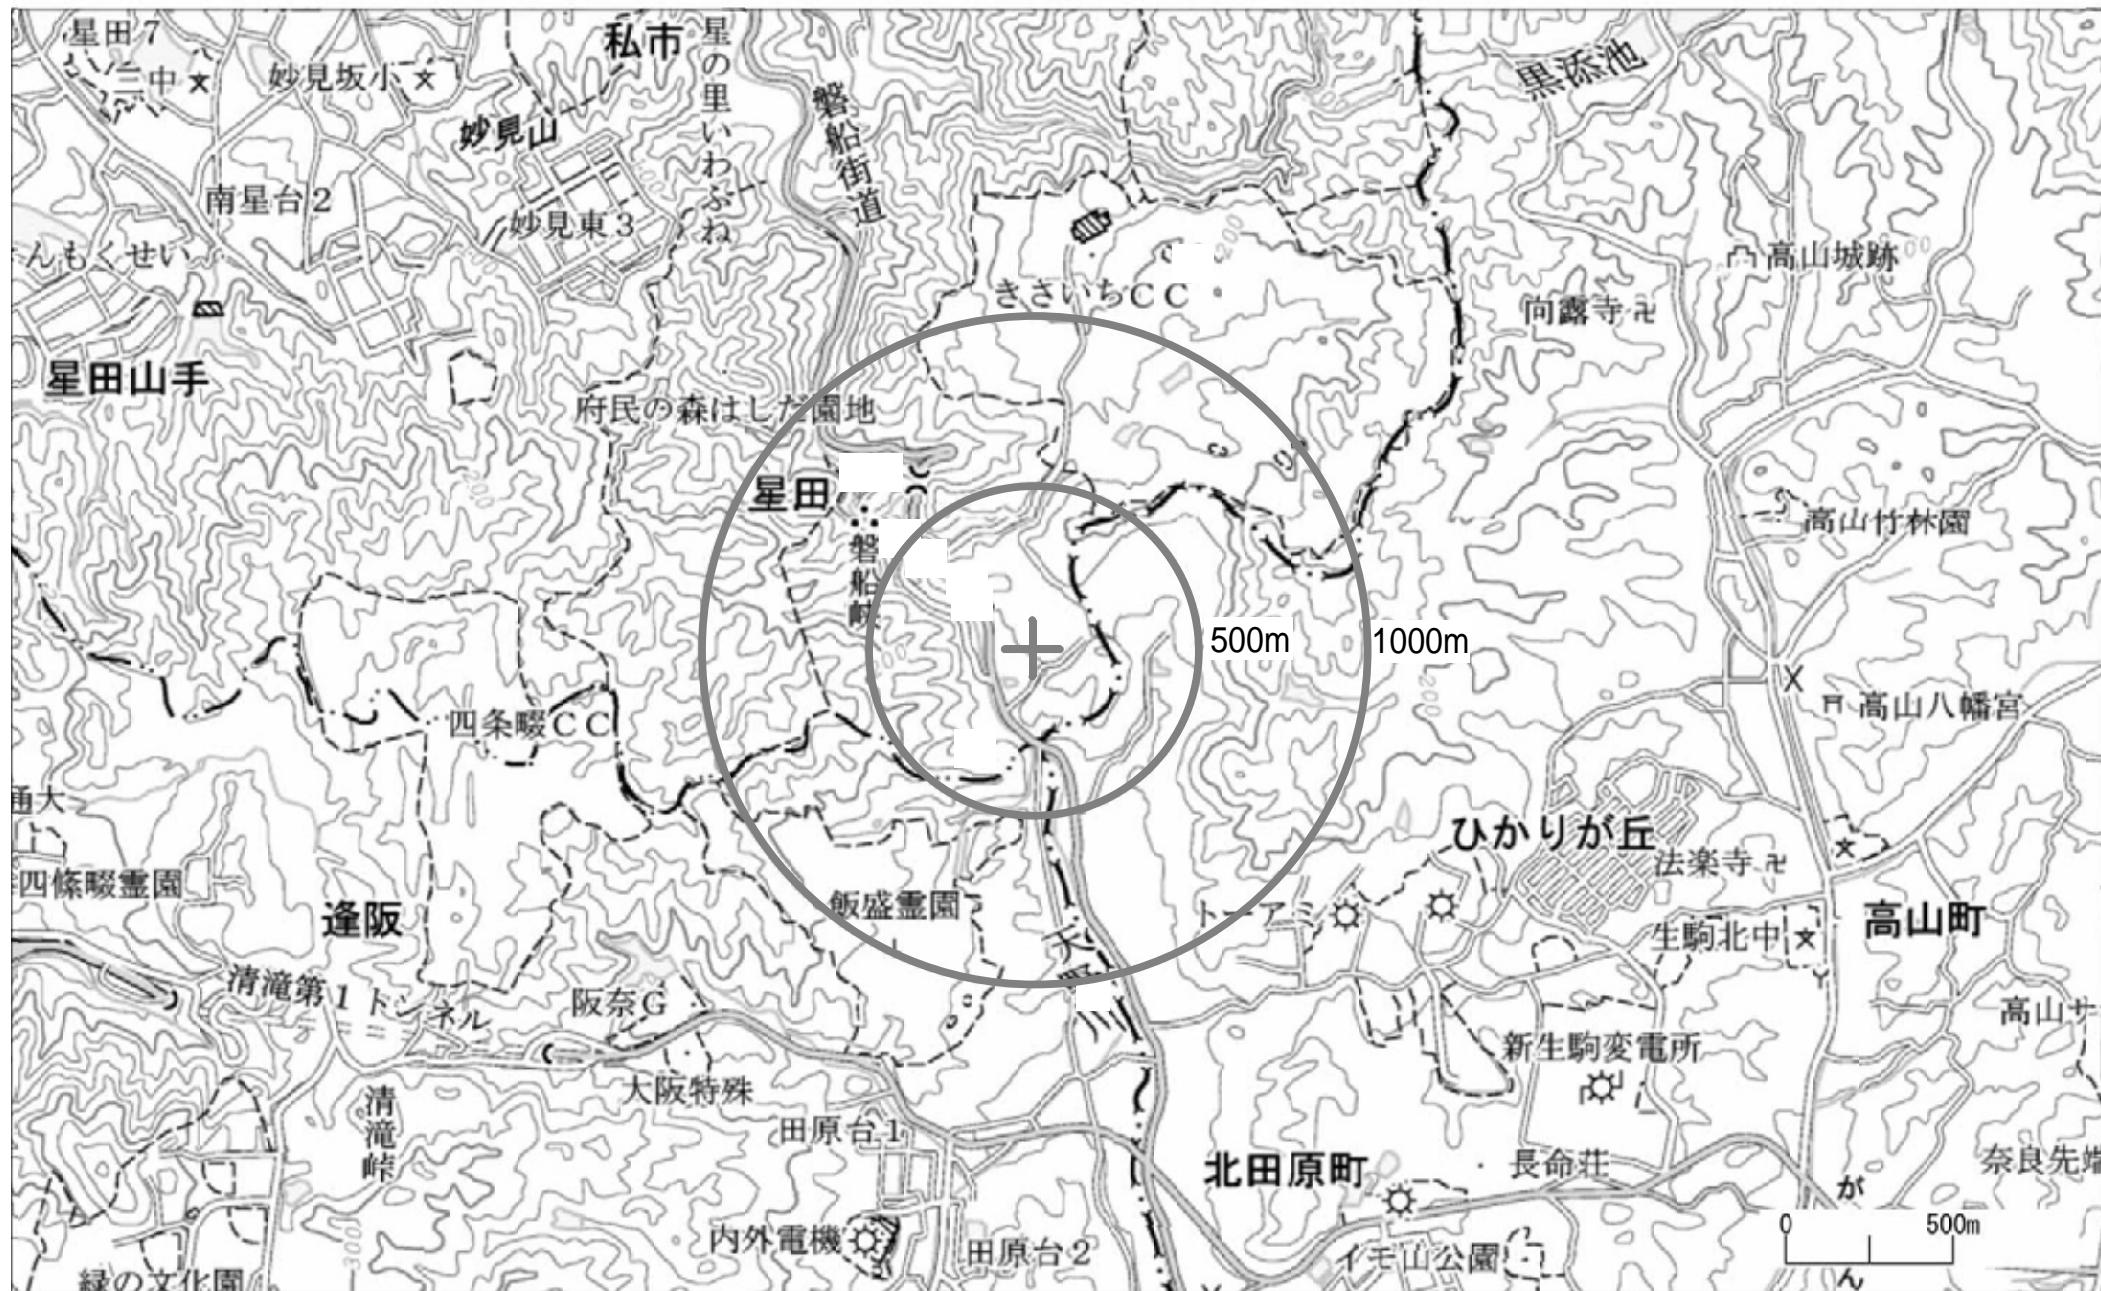 星田7
私市
星の里いわふね
二中
妙見坂小
黒添池
妙見山
磐船街道
南星台2
妙見東3
んもくせい
高山城跡
きさいちCC
向露寺
星田山手
府民の森ほしだ園地
星田
高山竹林園
磐船峡
500m
1000m
四条畷CC
高山八幡宮
通大
ひかりが丘
法楽寺
四條畷霊園
逢阪
飯盛霊園
トーアミ
生駒北中
高山町
天野川
清滝第1トンネル
阪奈G
高山サ
新生駒変電所
大阪特殊
清滝峠
田原台1
北田原町
長命荘
奈良先端
が
0
500m
内外電機
田原台2
イモ山公園
ん
緑の文化園